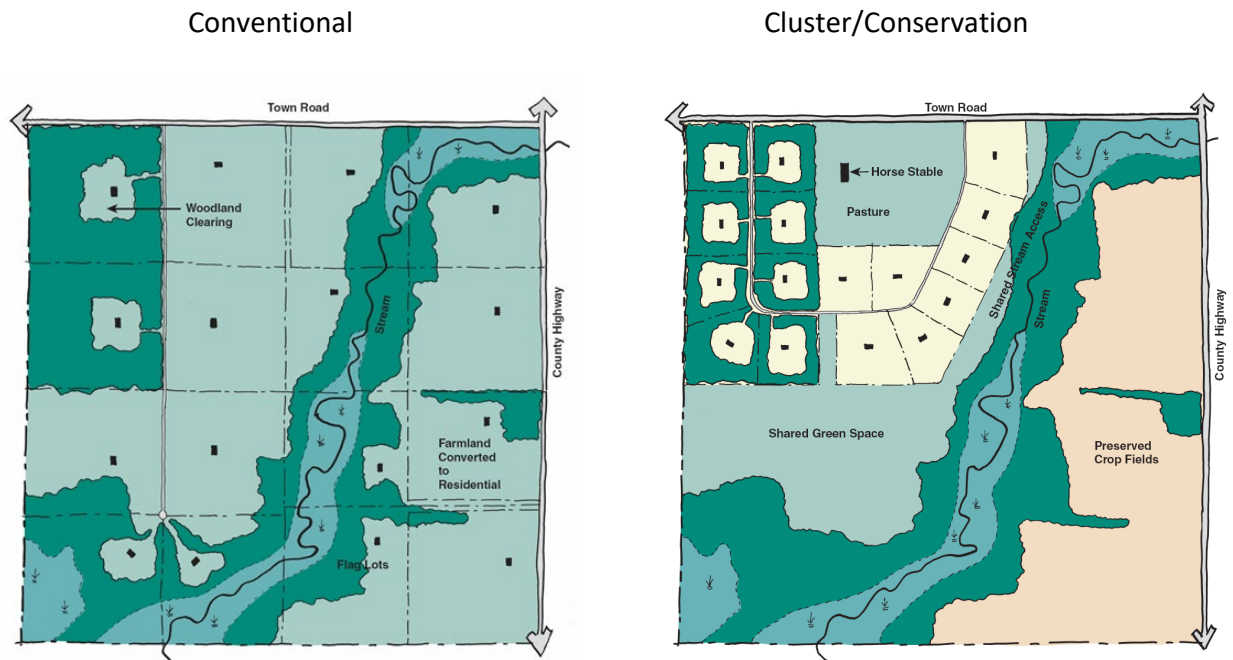 Conventional
Cluster/Conservation
Town Road
Woodland
Clearing
Stream
County Highway
Farmland
Converted
to
Residential
Flag Lots
Town Road
Horse Stable
Pasture
Shared Stream Access
Stream
County Highway
Shared Green Space
Preserved
Crop Fields